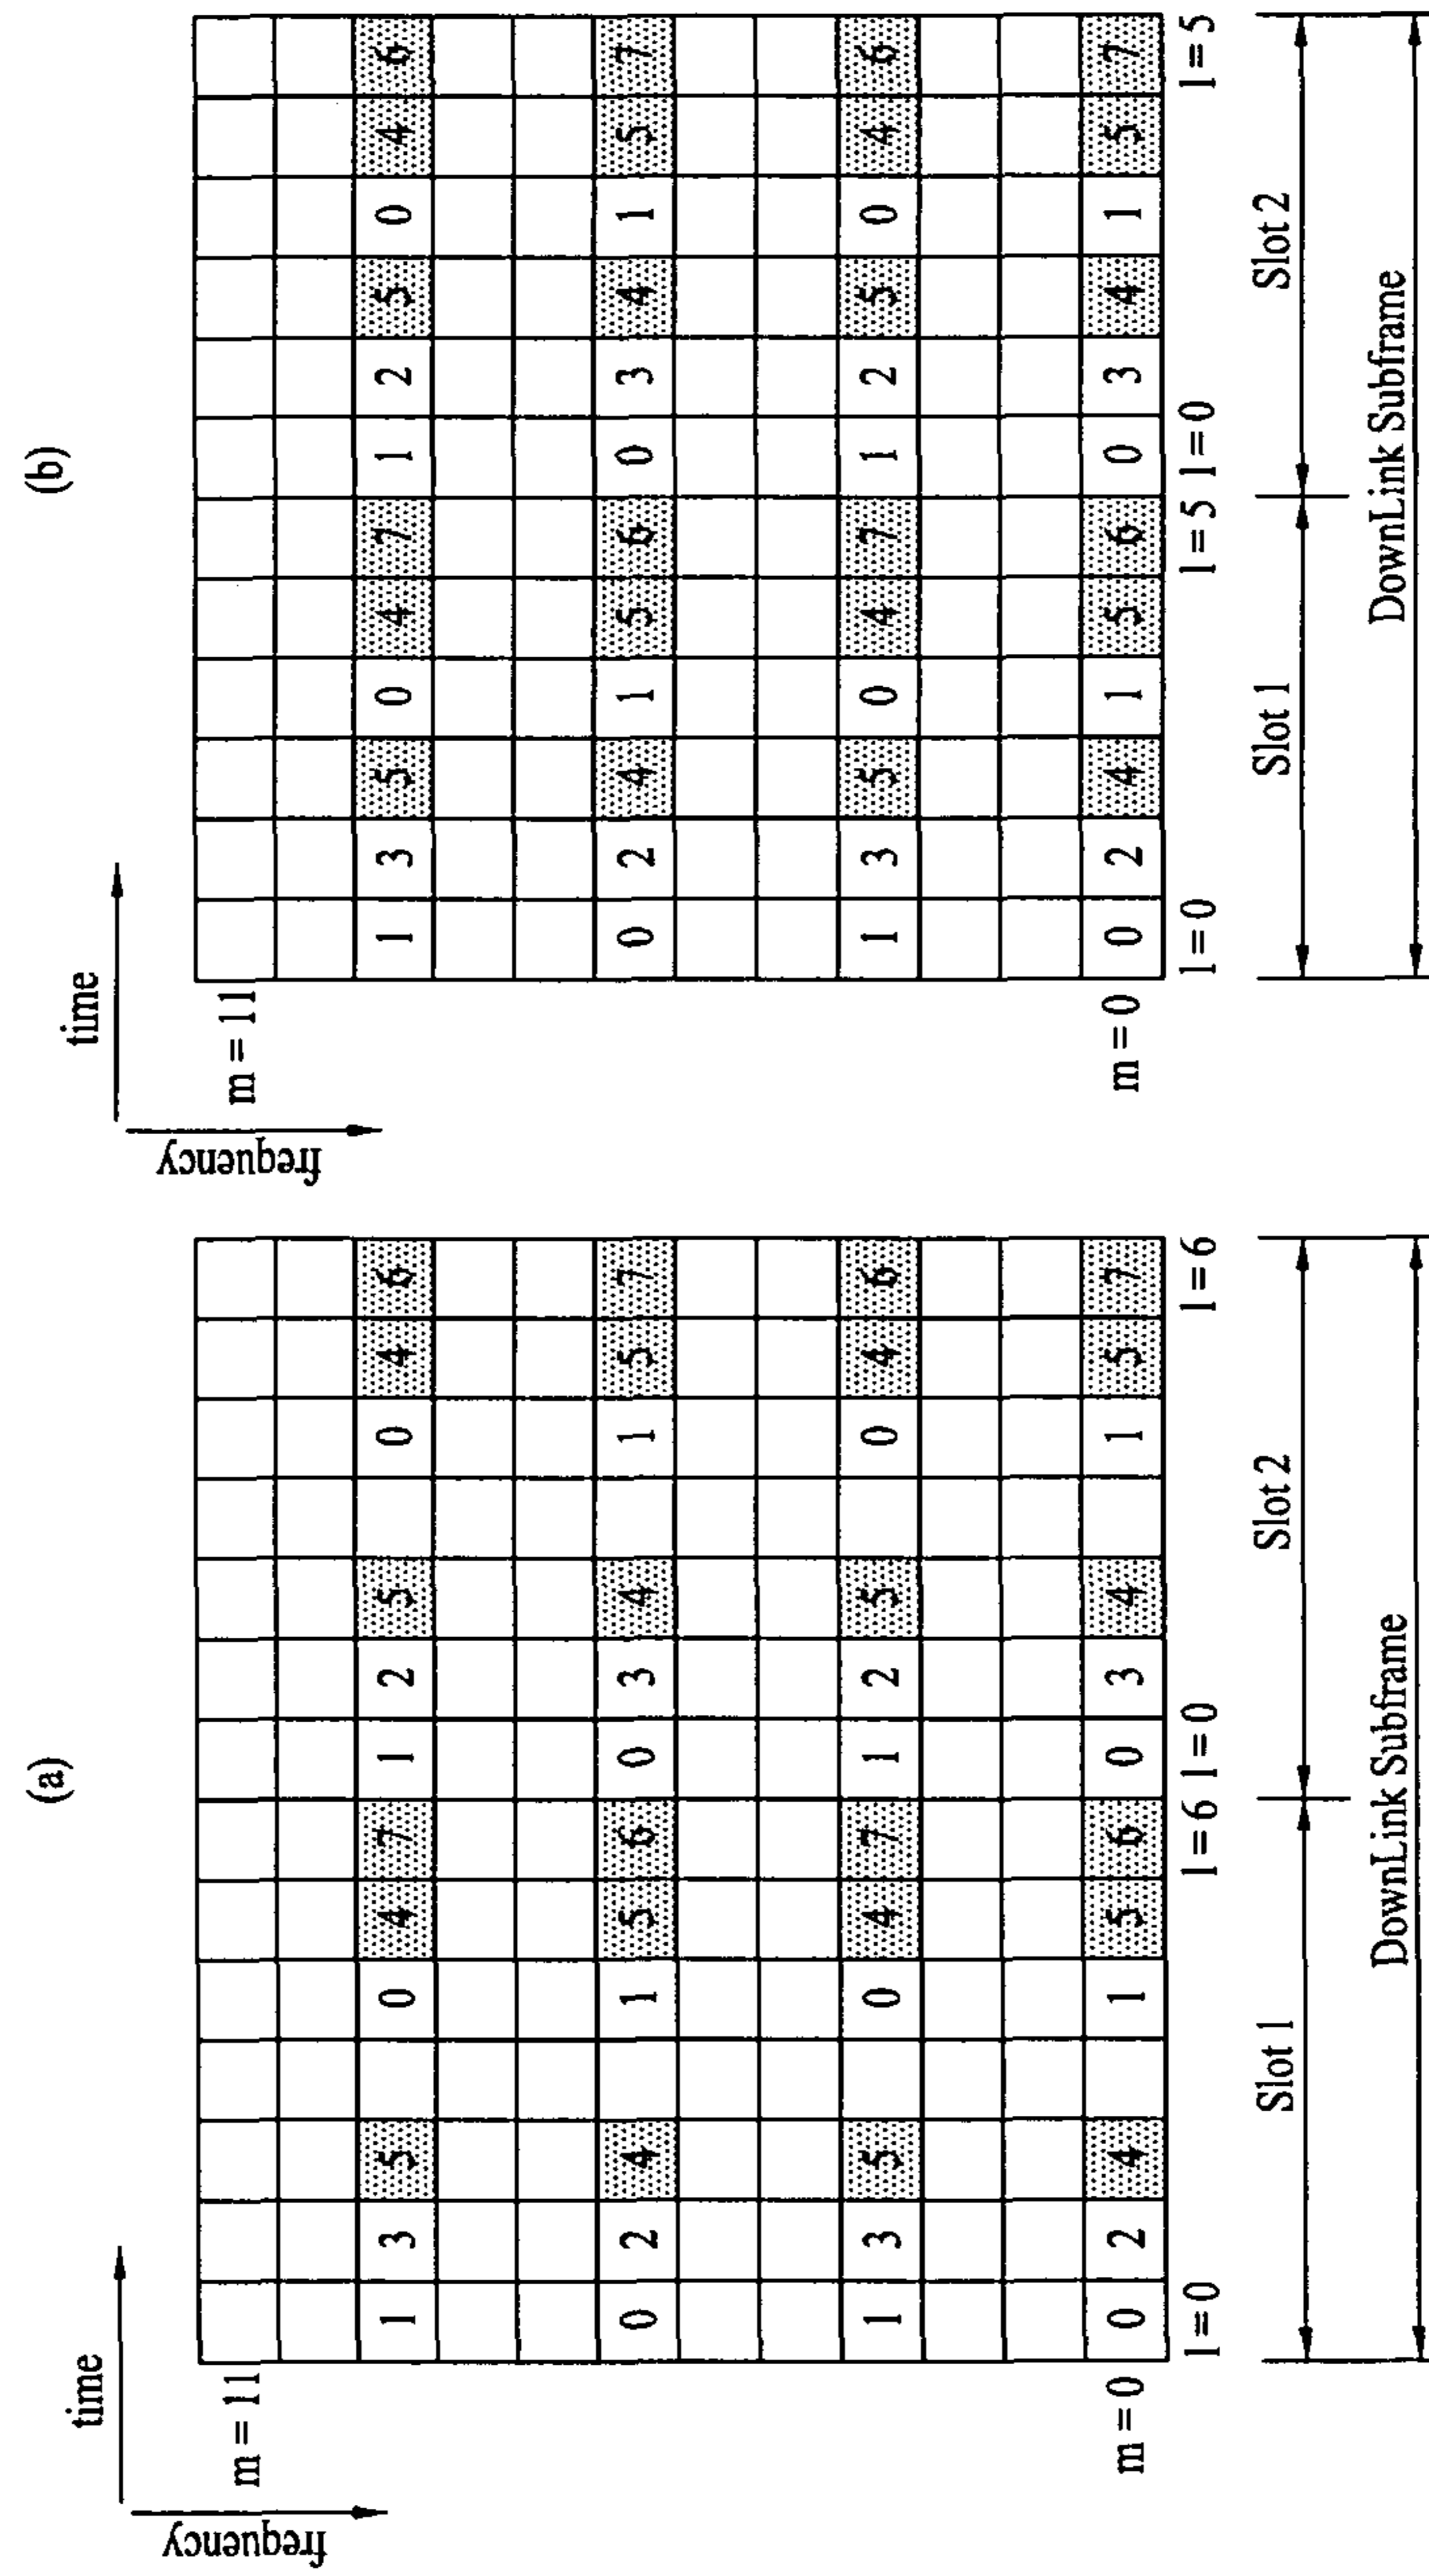 (a)
time
frequency
m = 11
1 3 5 0 4 7 1 2 5 0 4 6
0 2 4 1 5 6 0 3 4 1 5 7
1 3 5 0 4 7 1 2 5 0 4 6
m = 0 0 2 4 1 5 6 0 3 4 1 5 7
l = 0 l = 6 l = 0 l = 6
Slot 1 Slot 2
DownLink Subframe
(b)
time
frequency
m = 11
1 3 5 0 4 7 1 2 5 0 4 6
0 2 4 1 5 6 0 3 4 1 5 7
1 3 5 0 4 7 1 2 5 0 4 6
m = 0 0 2 4 1 5 6 0 3 4 1 5 7
l = 0 l = 5 l = 0 l = 5
Slot 1 Slot 2
DownLink Subframe